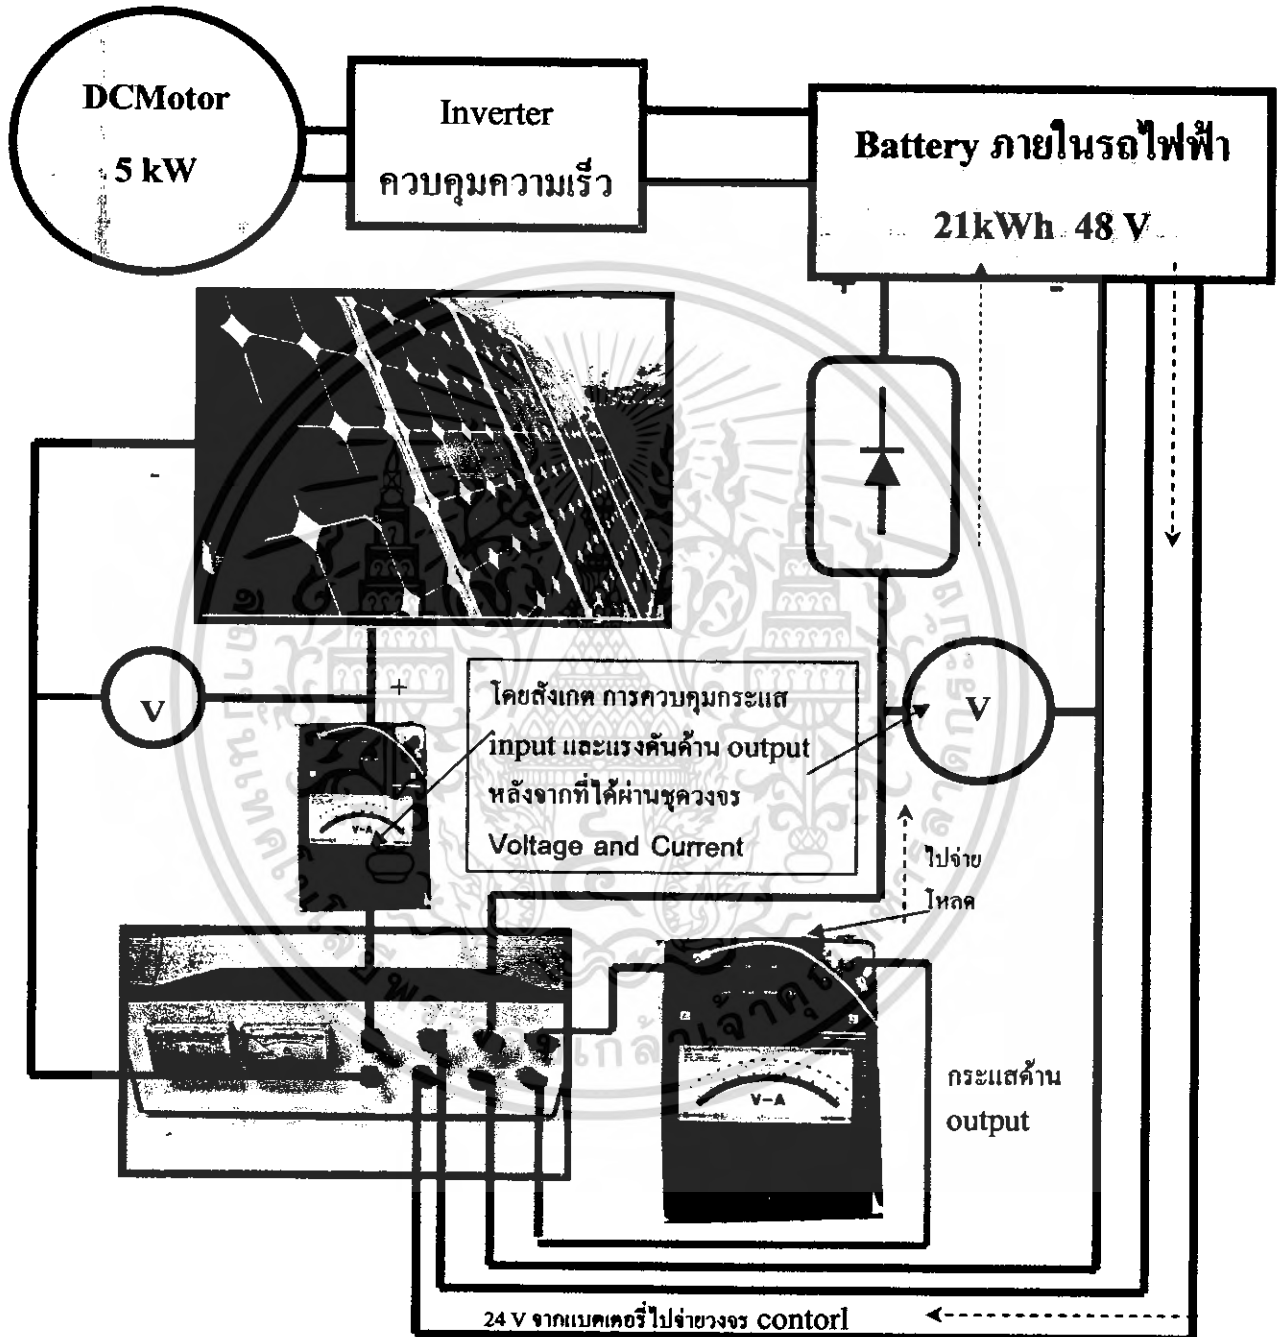 DCMotor
5 kW
Inverter
ควบคุมความเร็ว
Battery ภายในรถไฟฟ้า
21kWh 48 V
+
-
-
V
+
โดยสังเกต การควบคุมกระแส
input และแรงดันด้าน output
หลังจากที่ได้ผ่านชุดวงจร
Voltage and Current
V
V-A
ไปจ่าย
โหลด
V-A
กระแสด้าน
output
24 V จากแบตเตอรี่ไปจ่ายวงจร contorl